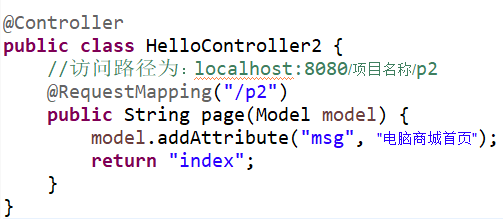 @Controller
public class HelloController2 {
//访问路径为：localhost:8080/项目名称/p2
@RequestMapping("/p2")
public String page(Model model) {
model.addAttribute("msg", "电脑商城首页");
return "index";
}
}